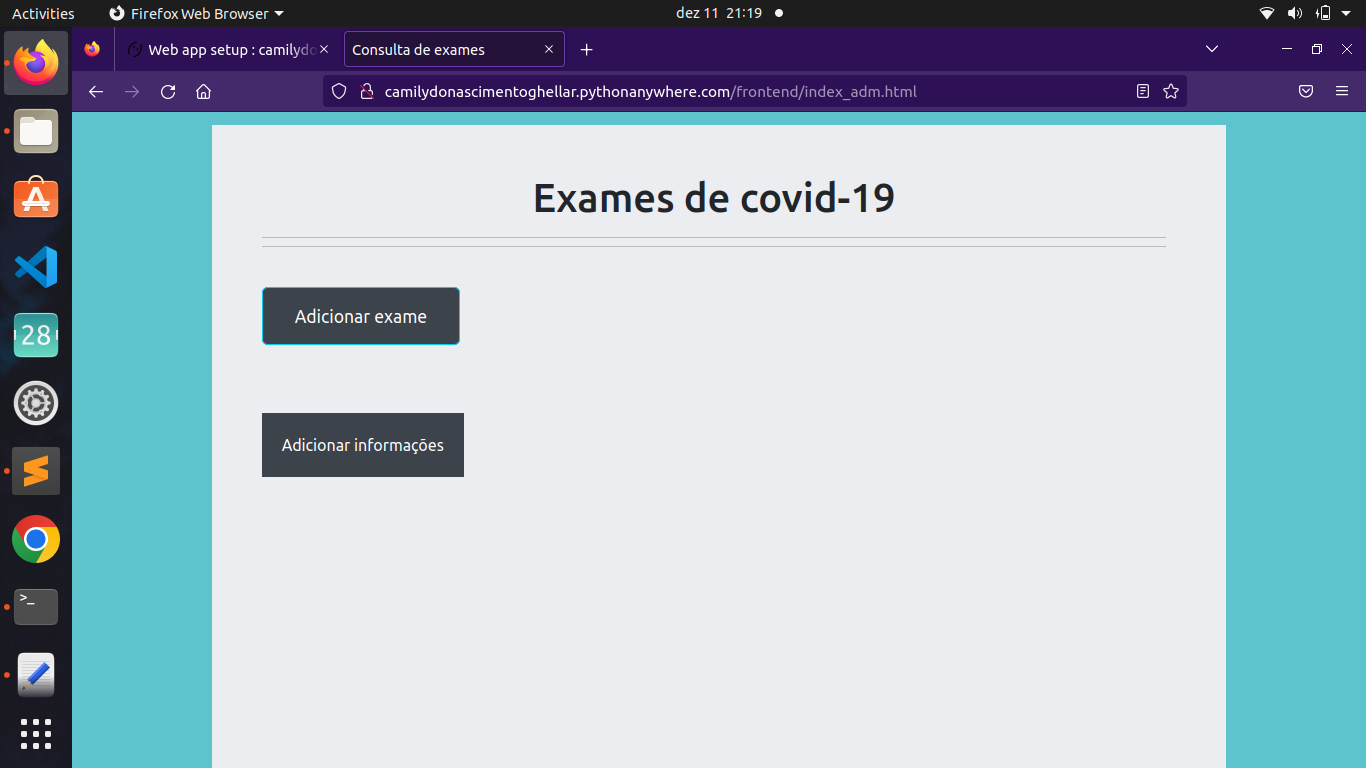 Activities
Firefox Web Browser
dez 11 21:19
Web app setup : camilydo
Consulta de exames
camilydonascimentoghellar.pythonanywhere.com/frontend/index_adm.html
Exames de covid-19
Adicionar exame
28
Adicionar informações
>_